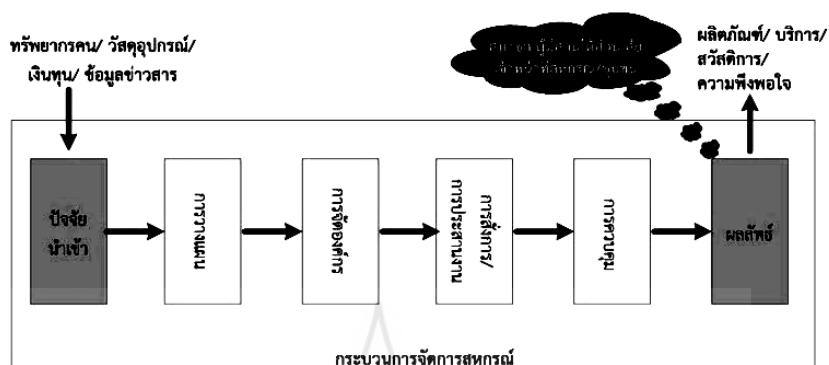 ทรัพยากรคน/ วัสดุอุปกรณ์/
เงินทุน/ ข้อมูลข่าวสาร
ผลิตภัณฑ์/ บริการ/
สวัสดิการ/
ความพึงพอใจ
ปัจจัย
นำเข้า
การวางแผน
การจัดองค์กร
การสั่งการ/
การประสานงาน
การควบคุม
ผลลัพธ์
กระบวนการจัดการสหกรณ์